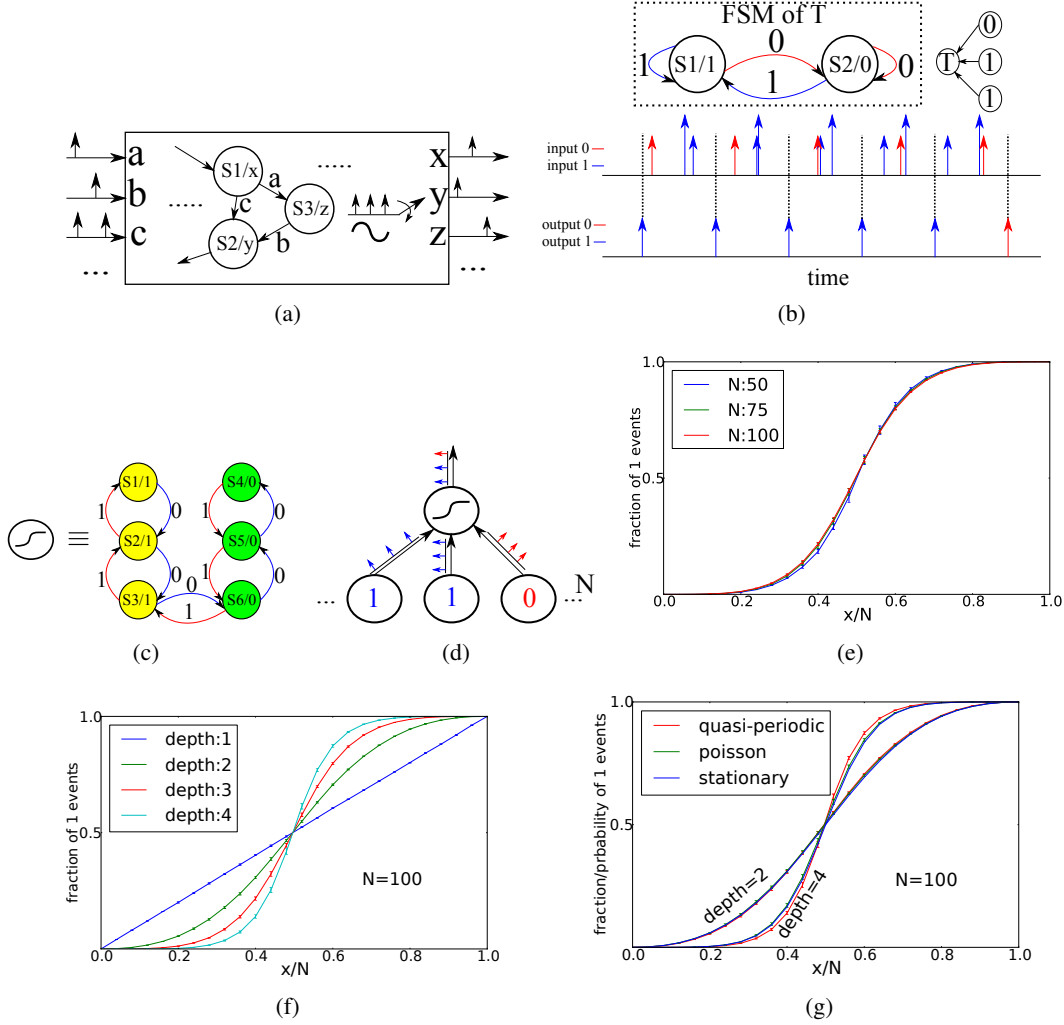 a
b
c
...
S1/x
a
......
......
S3/z
c
b
S2/y
x
y
z
...
(a)
FSM of T
1
S1/1
0
1
S2/0
0
T
0
1
1
input 0
input 1
output 0
output 1
time
(b)
≡
S1/1
S2/1
S3/1
S4/0
S5/0
S6/0
1
0
1
0
0
1
1
0
1
0
(c)
...
1
1
0
...
N
(d)
fraction of 1 events
1.0
0.5
0.0
0.2
0.4
0.6
0.8
1.0
x/N
N:50
N:75
N:100
(e)
fraction of 1 events
1.0
0.5
0.0
0.2
0.4
0.6
0.8
1.0
x/N
depth:1
depth:2
depth:3
depth:4
N=100
(f)
fraction/prbability of 1 events
1.0
0.5
0.0
0.2
0.4
0.6
0.8
1.0
x/N
quasi-periodic
poisson
stationary
depth=2
depth=4
N=100
(g)